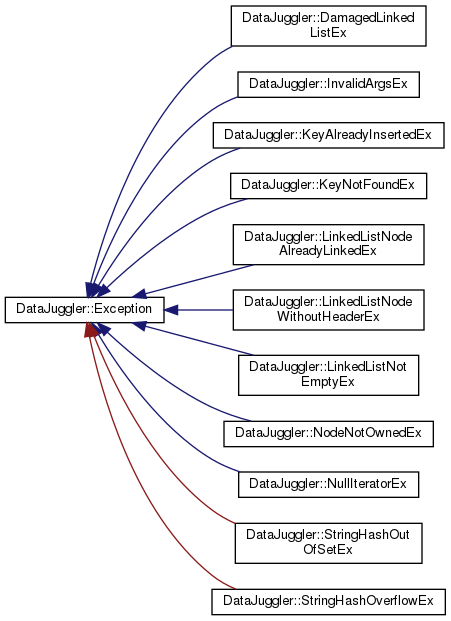 DataJuggler::DamagedLinked
ListEx
DataJuggler::InvalidArgsEx
DataJuggler::KeyAlreadyInsertedEx
DataJuggler::KeyNotFoundEx
DataJuggler::LinkedListNode
AlreadyLinkedEx
DataJuggler::Exception
DataJuggler::LinkedListNode
WithoutHeaderEx
DataJuggler::LinkedListNot
EmptyEx
DataJuggler::NodeNotOwnedEx
DataJuggler::NullIteratorEx
DataJuggler::StringHashOut
OfSetEx
DataJuggler::StringHashOverflowEx